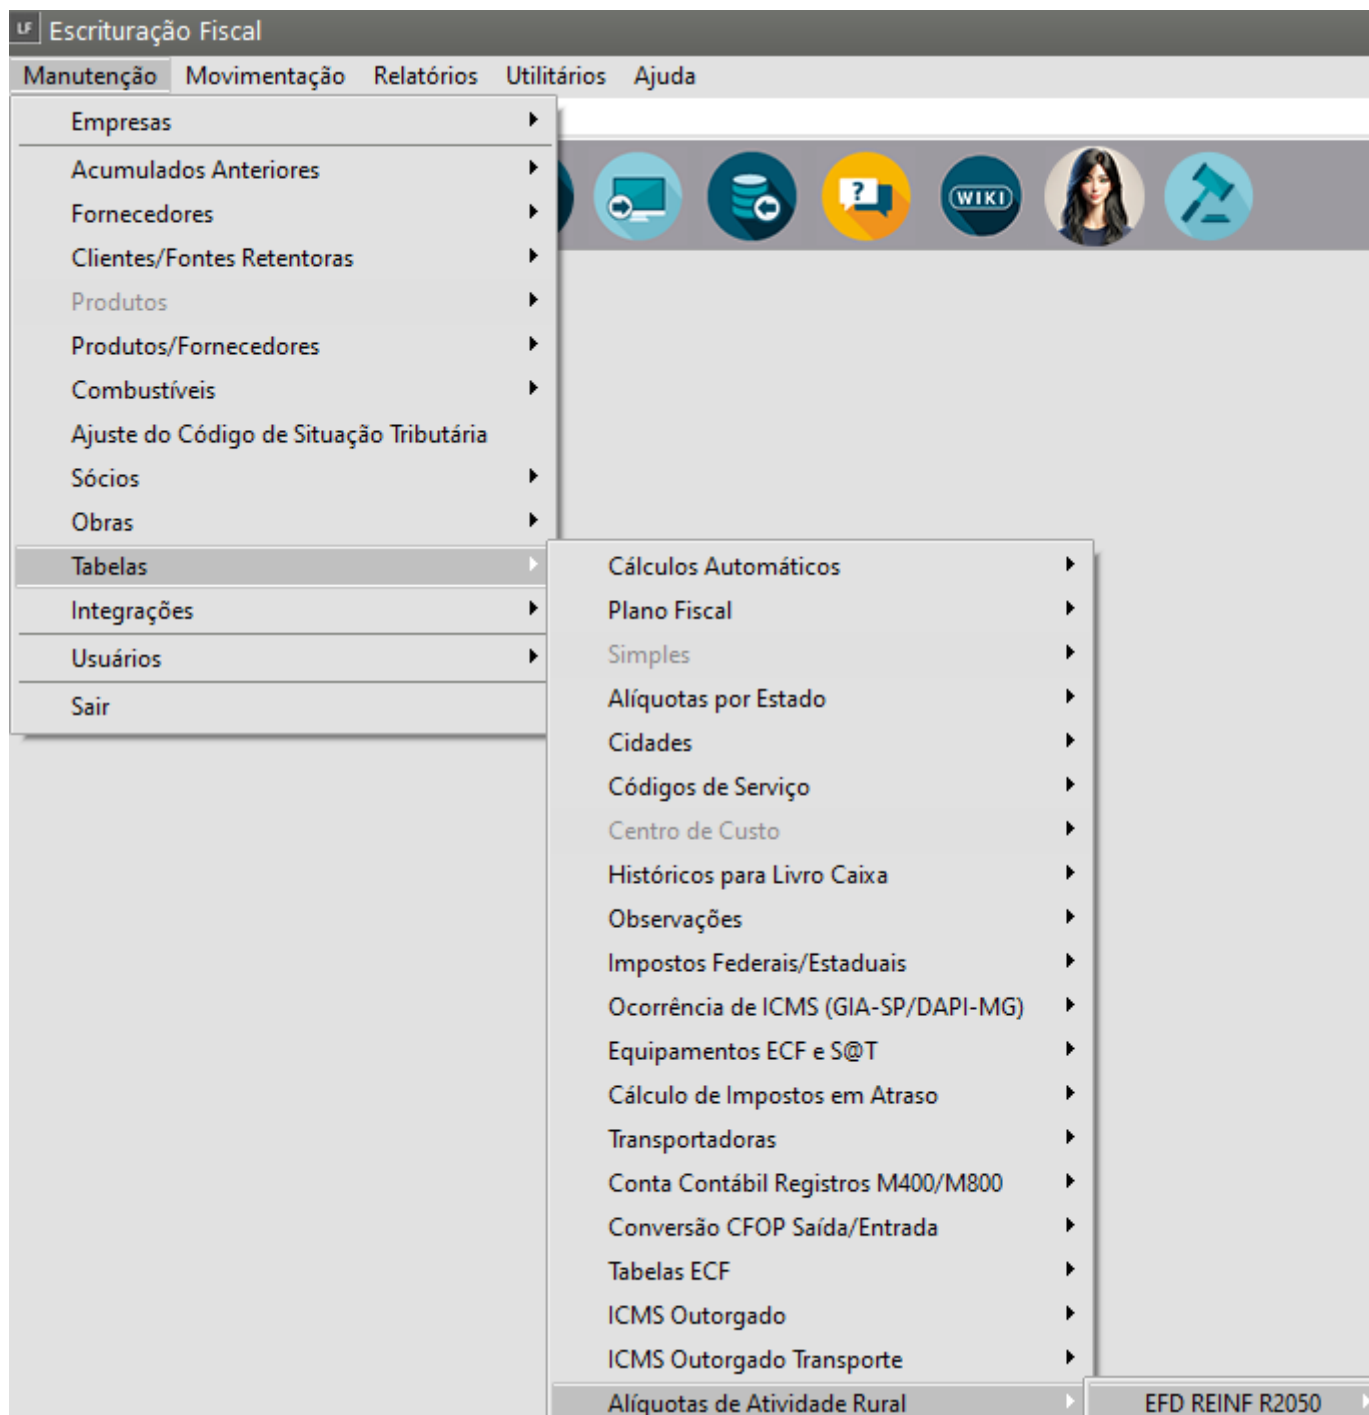 LF Escrituração Fiscal
Manutenção Movimentação Relatórios Utilitários Ajuda
Empresas
Acumulados Anteriores
Fornecedores
Clientes/Fontes Retentoras
Produtos
Produtos/Fornecedores
Combustíveis
Ajuste do Código de Situação Tributária
Sócios
Obras
Tabelas
Integrações
Usuários
Sair
? WIKI
Cálculos Automáticos
Plano Fiscal
Simples
Alíquotas por Estado
Cidades
Códigos de Serviço
Centro de Custo
Históricos para Livro Caixa
Observações
Impostos Federais/Estaduais
Ocorrência de ICMS (GIA-SP/DAPI-MG)
Equipamentos ECF e S@T
Cálculo de Impostos em Atraso
Transportadoras
Conta Contábil Registros M400/M800
Conversão CFOP Saída/Entrada
Tabelas ECF
ICMS Outorgado
ICMS Outorgado Transporte
Alíquotas de Atividade Rural
EFD REINF R2050